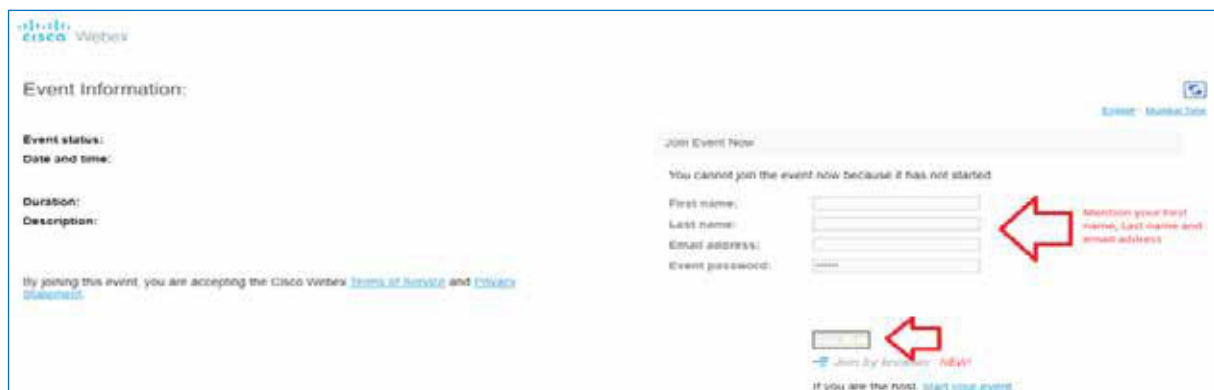 cisco Webex
Event Information:
English : Mumbai Time
Event status:
Date and time:
Duration:
Description:
By joining this event, you are accepting the Cisco Webex Terms of Service and Privacy
Statement.
Join Event Now
You cannot join the event now because it has not started
First name:
Last name:
Email address:
Event password:
Mention your first
name, Last name and
email address
Join by browser NEW!
If you are the host, start your event